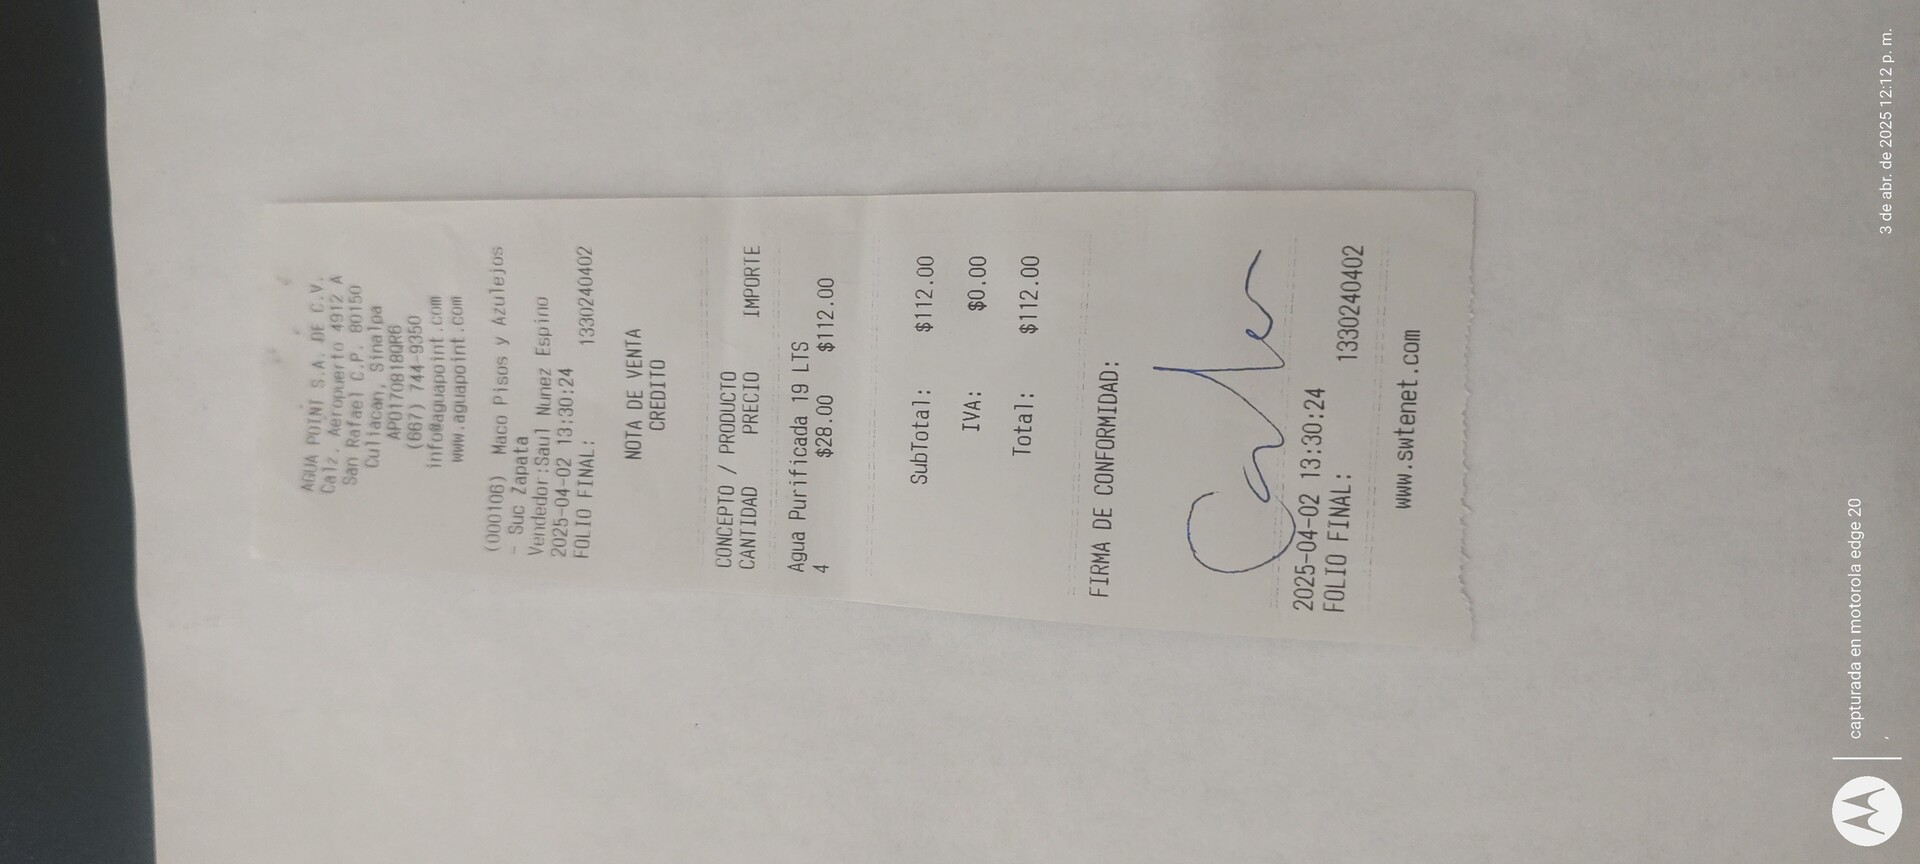 AGUA POINT S.A. DE C.V.
Calz. Aeropuerto 4912 A
San Rafael C.P. 80150
Culiacan, Sinaloa
APO170818QR6
(667) 744-9350
info@aguapoint.com
www.aguapoint.com
(000106) Maco Pisos y Azulejos
- Suc Zapata
Vendedor:Saul Nunez Espino
2025-04-02 13:30:24
FOLIO FINAL: 1330240402
NOTA DE VENTA
CREDITO
CONCEPTO / PRODUCTO
CANTIDAD PRECIO IMPORTE
Agua Purificada 19 LTS
4 $28.00 $112.00
SubTotal: $112.00
IVA: $0.00
Total: $112.00
FIRMA DE CONFORMIDAD:
2025-04-02 13:30:24
FOLIO FINAL: 1330240402
www.swtenet.com
capturada en motorola edge 20
3 de abr. de 2025 12:12 p. m.